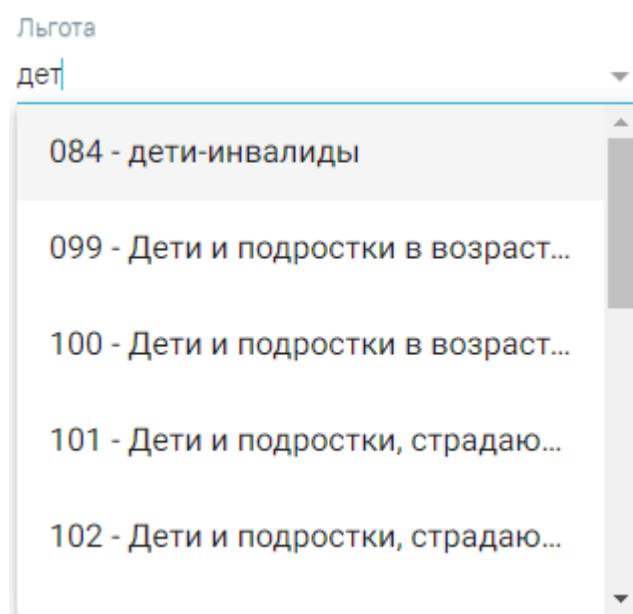 Льгота
дет
084 - дети-инвалиды
099 - Дети и подростки в возраст...
100 - Дети и подростки в возраст...
101 - Дети и подростки, страдаю...
102 - Дети и подростки, страдаю...